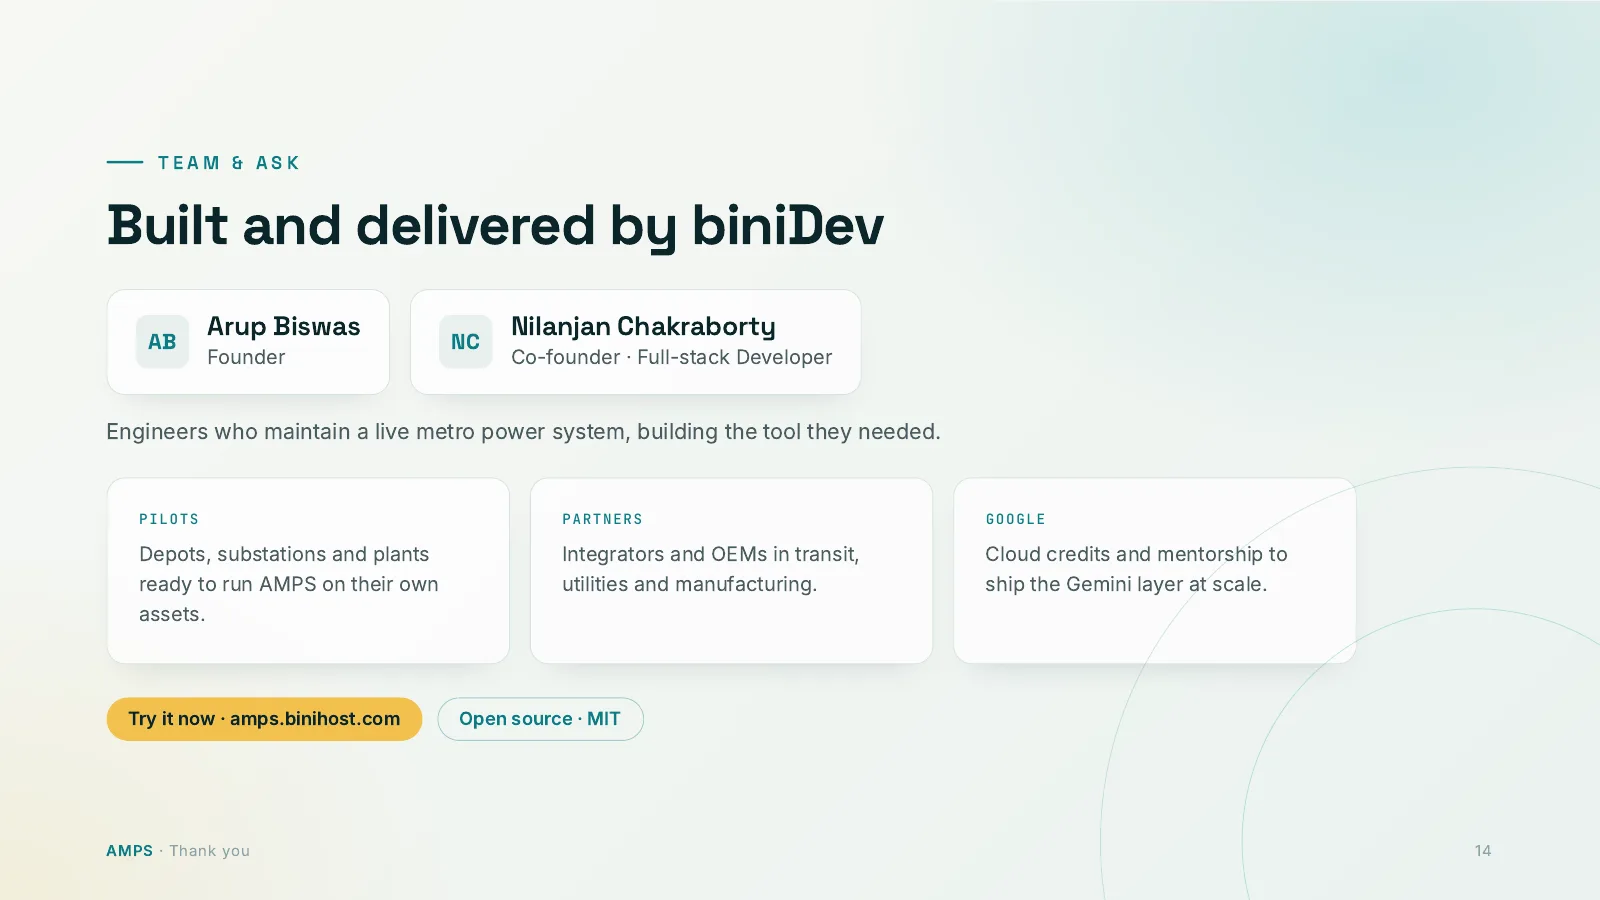 TEAM & ASK
Built and delivered by biniDev
AB
Arup Biswas
Founder
NC
Nilanjan Chakraborty
Co-founder · Full-stack Developer
Engineers who maintain a live metro power system, building the tool they needed.
PILOTS
Depots, substations and plants
ready to run AMPS on their own
assets.
PARTNERS
Integrators and OEMs in transit,
utilities and manufacturing.
GOOGLE
Cloud credits and mentorship to
ship the Gemini layer at scale.
Try it now · amps.binihost.com
Open source · MIT
AMPS · Thank you
14